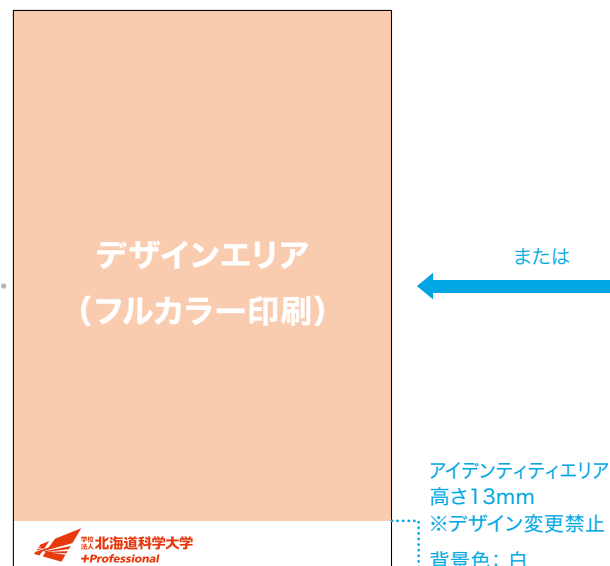 デザインエリア
（フルカラー印刷）
または
アイデンティティエリア
高さ13mm
※デザイン変更禁止
背景色：白
学校法人 北海道科学大学
+Professional